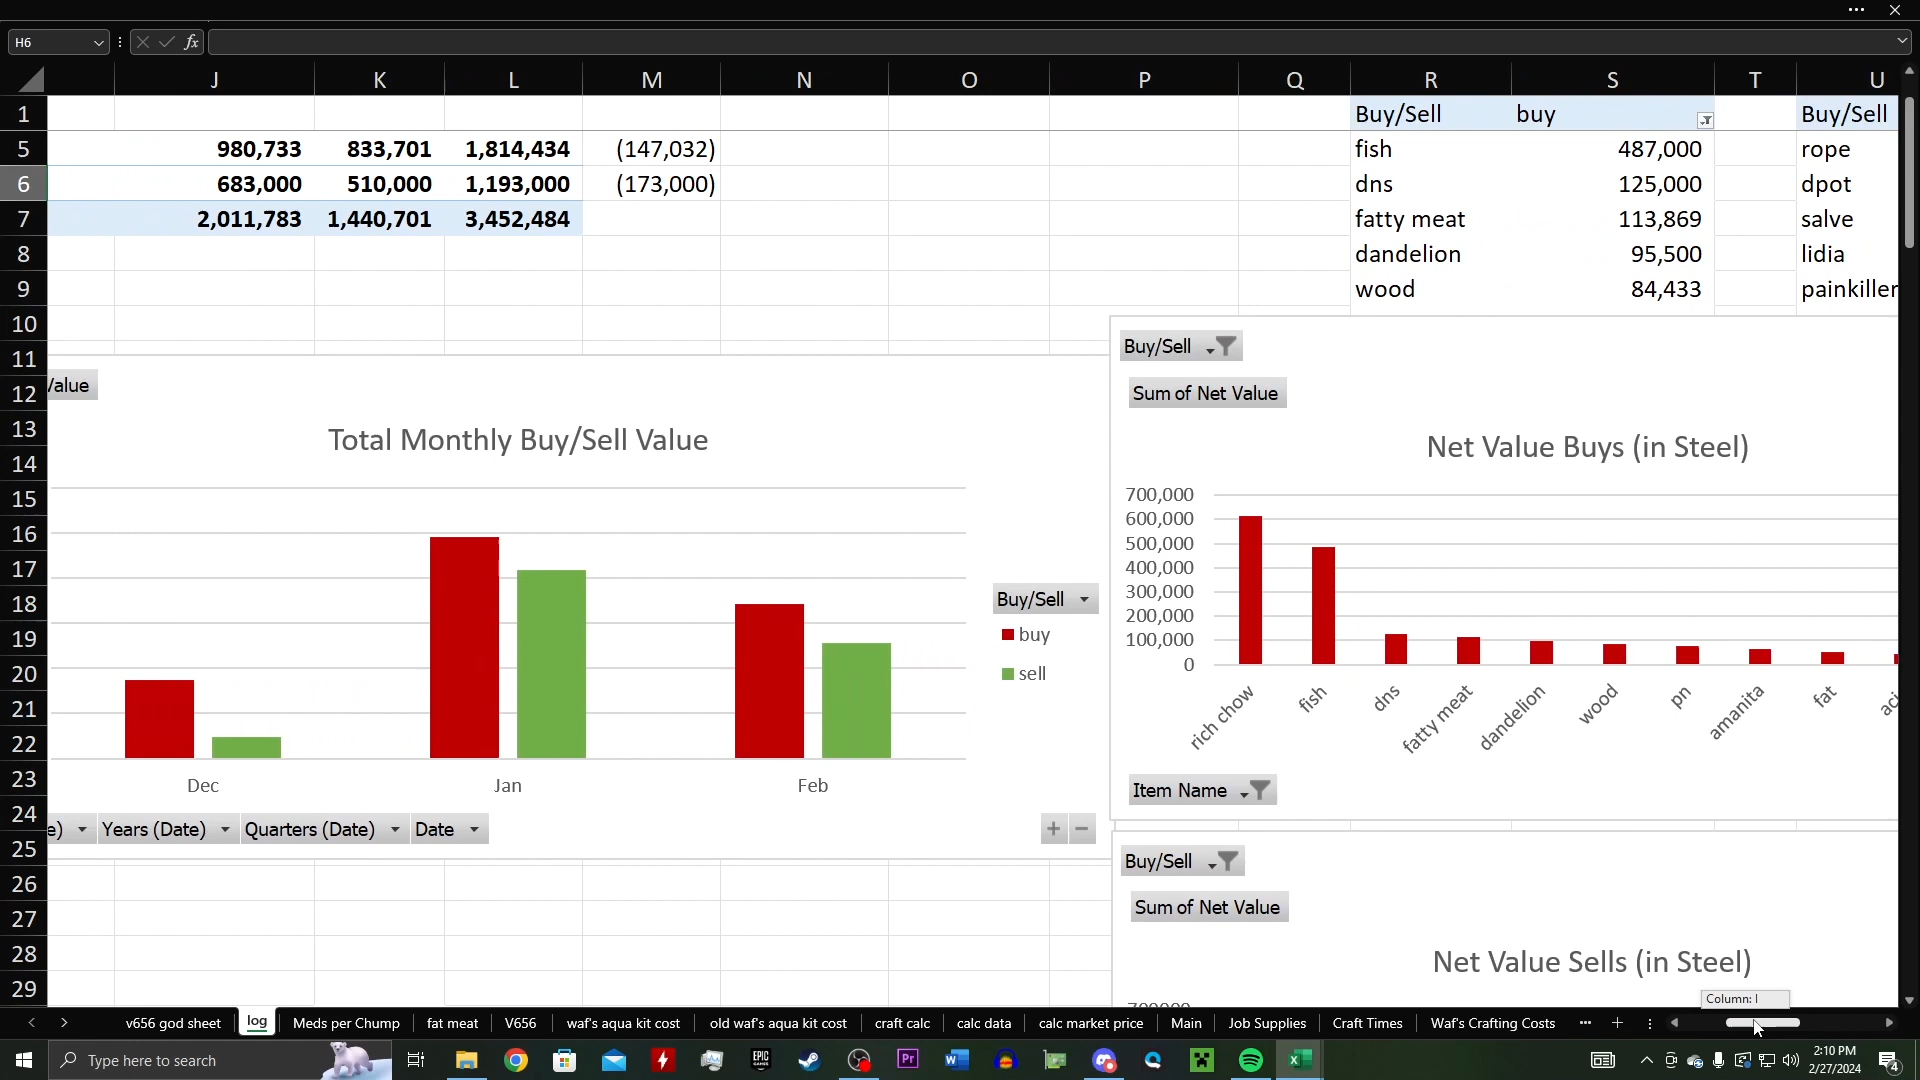 H6
fx
J K L M N O P Q R S T U
1 Buy/Sell buy Buy/Sell
5 980,733 833,701 1,814,434 (147,032) fish 487,000 rope
6 683,000 510,000 1,193,000 (173,000) dns 125,000 dpot
7 2,011,783 1,440,701 3,452,484 fatty meat 113,869 salve
8 dandelion 95,500 lidia
9 wood 84,433 painkiller
10
11
12
13
14
15
16
17
18
19
20
21
22
23
24
25
26
27
28
29
Value
Total Monthly Buy/Sell Value
Buy/Sell
buy
sell
Dec Jan Feb
e) Years (Date) Quarters (Date) Date
+ −
Buy/Sell
Sum of Net Value
Net Value Buys (in Steel)
700,000
600,000
500,000
400,000
300,000
200,000
100,000
0
rich chow fish dns fatty meat dandelion wood pn amanita fat
Item Name
Buy/Sell
Sum of Net Value
Net Value Sells (in Steel)
Column: I
v656 god sheet log Meds per Chump fat meat V656 waf's aqua kit cost old waf's aqua kit cost craft calc calc data calc market price Main Job Supplies Craft Times Waf's Crafting Costs ... +
Type here to search
EPIC GAMES
Pr
2:10 PM
2/27/2024
4